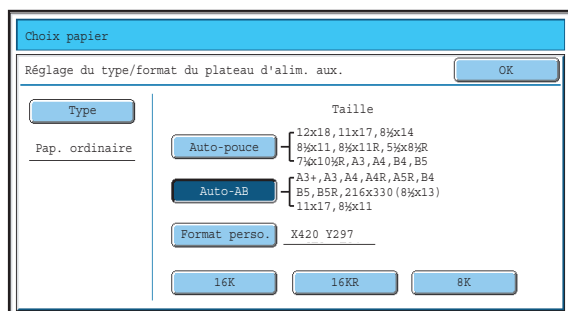 Choix papier
Réglage du type/format du plateau d'alim. aux.
OK
Type
Pap. ordinaire
Taille
Auto-pouce
12x18,11x17,8½x14
8½x11,8½x11R,5½x8½R
7¼x10½R,A3,A4,B4,B5
Auto-AB
A3+,A3,A4,A4R,A5R,B4
B5,B5R,216x330(8½x13)
11x17,8½x11
Format perso.
X420 Y297
16K
16KR
8K